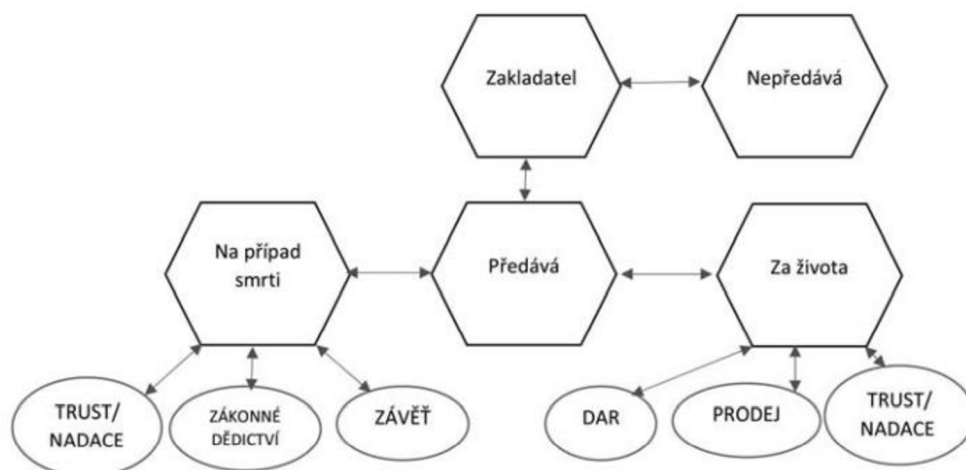 Zakladatel
Nepředává
Na případ
smrti
Předává
Za života
TRUST/
NADACE
ZÁKONNÉ
DĚDICTVÍ
ZÁVĚŤ
DAR
PRODEJ
TRUST/
NADACE